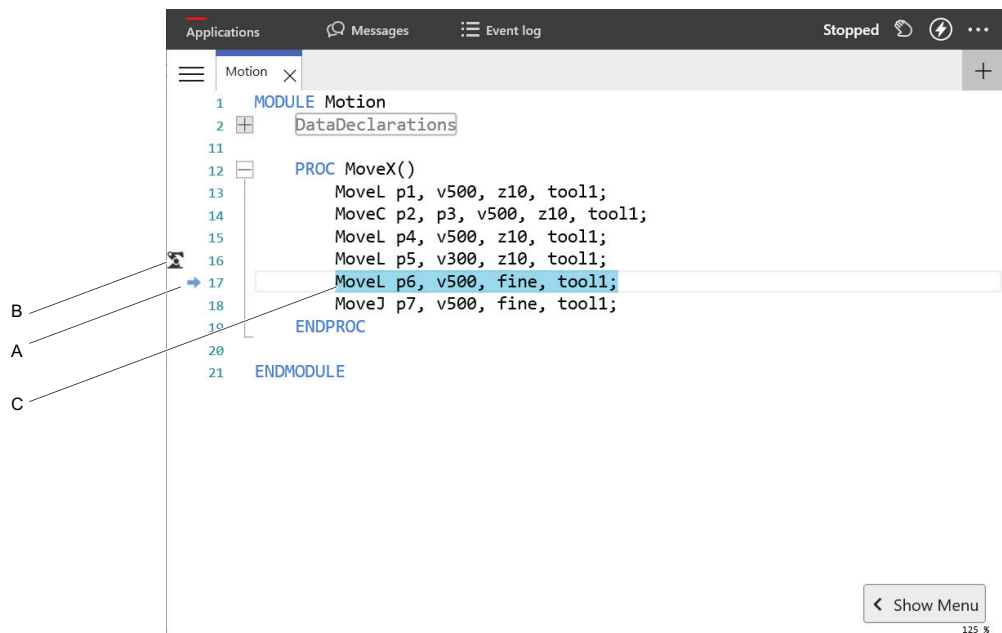 Applications Messages Event log Stopped
Motion
1 MODULE Motion
2 DataDeclarations
11
12 PROC MoveX()
13 MoveL p1, v500, z10, tool1;
14 MoveC p2, p3, v500, z10, tool1;
15 MoveL p4, v500, z10, tool1;
16 MoveL p5, v300, z10, tool1;
17 MoveL p6, v500, fine, tool1;
18 MoveJ p7, v500, fine, tool1;
B
19 ENDPROC
A
20
21 ENDMODULE
C
Show Menu
125 %